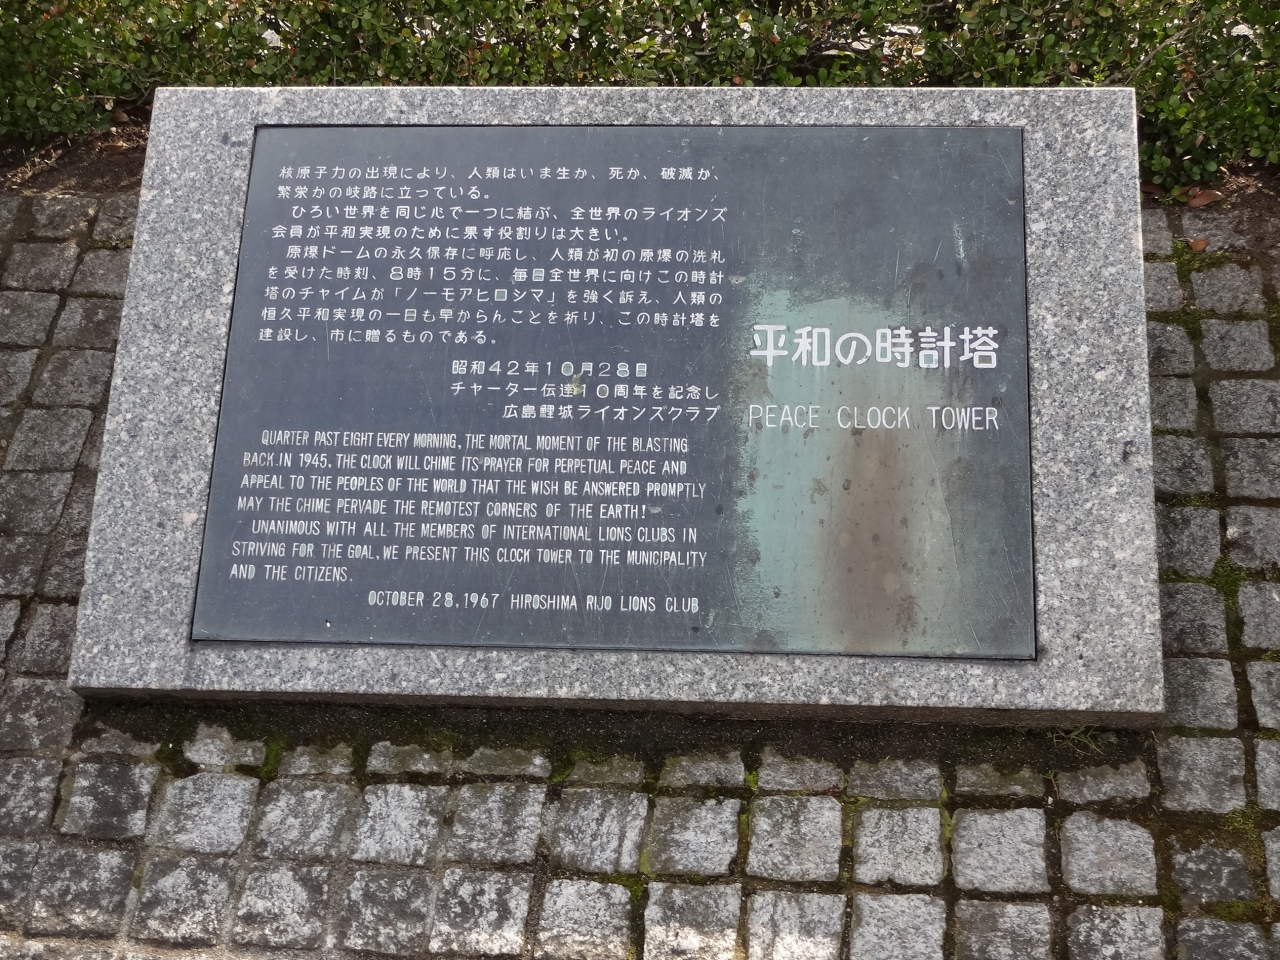 核原子力の出現により、人類はいま生か、死か、破滅か、
繁栄かの岐路に立っている。
ひろい世界を同じ心で一つに結ぶ、全世界のライオンズ
会員が平和実現のために果す役割りは大きい。
原爆ドームの永久保存に呼応し、人類が初の原爆の洗礼
を受けた時刻、8時15分に、毎日全世界に向けこの時計
塔のチャイムが「ノーモアヒロシマ」を強く訴え、人類の
恒久平和実現の一日も早からんことを祈り、この時計塔を
建設し、市に贈るものである。
昭和42年10月28日
チャーター伝達10周年を記念し
広島鯉城ライオンズクラブ
QUARTER PAST EIGHT EVERY MORNING, THE MORTAL MOMENT OF THE BLASTING
BACK IN 1945. THE CLOCK WILL CHIME ITS PRAYER FOR PERPETUAL PEACE AND
APPEAL TO THE PEOPLES OF THE WORLD THAT THE WISH BE ANSWERED PROMPTLY
MAY THE CHIME PERVADE THE REMOTEST CORNERS OF THE EARTH!
UNANIMOUS WITH ALL THE MEMBERS OF INTERNATIONAL LIONS CLUBS IN
STRIVING FOR THE GOAL, WE PRESENT THIS CLOCK TOWER TO THE MUNICIPALITY
AND THE CITIZENS.
OCTOBER 28, 1967 HIROSHIMA RIJO LIONS CLUB
平和の時計塔
PEACE CLOCK TOWER